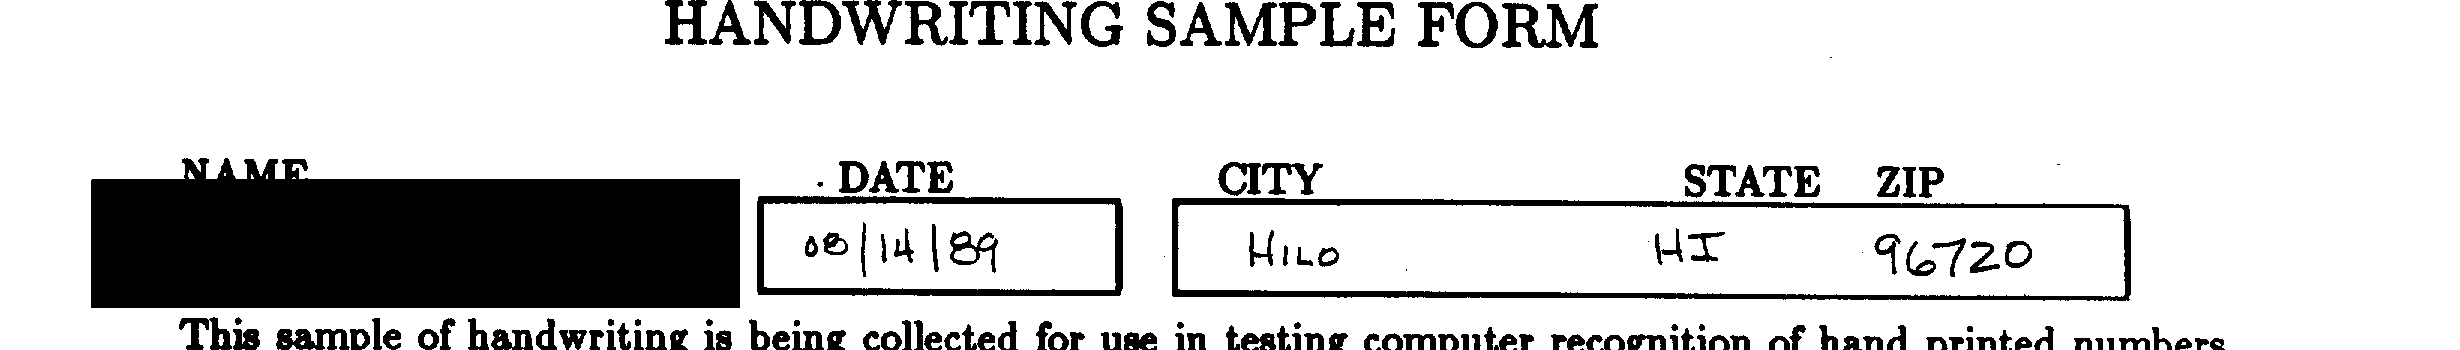 HANDWRITING SAMPLE FORM
NAME DATE CITY STATE ZIP
08/14/89 HILO HI 96720
This sample of handwriting is being collected for use in testing computer recognition of hand printed numbers